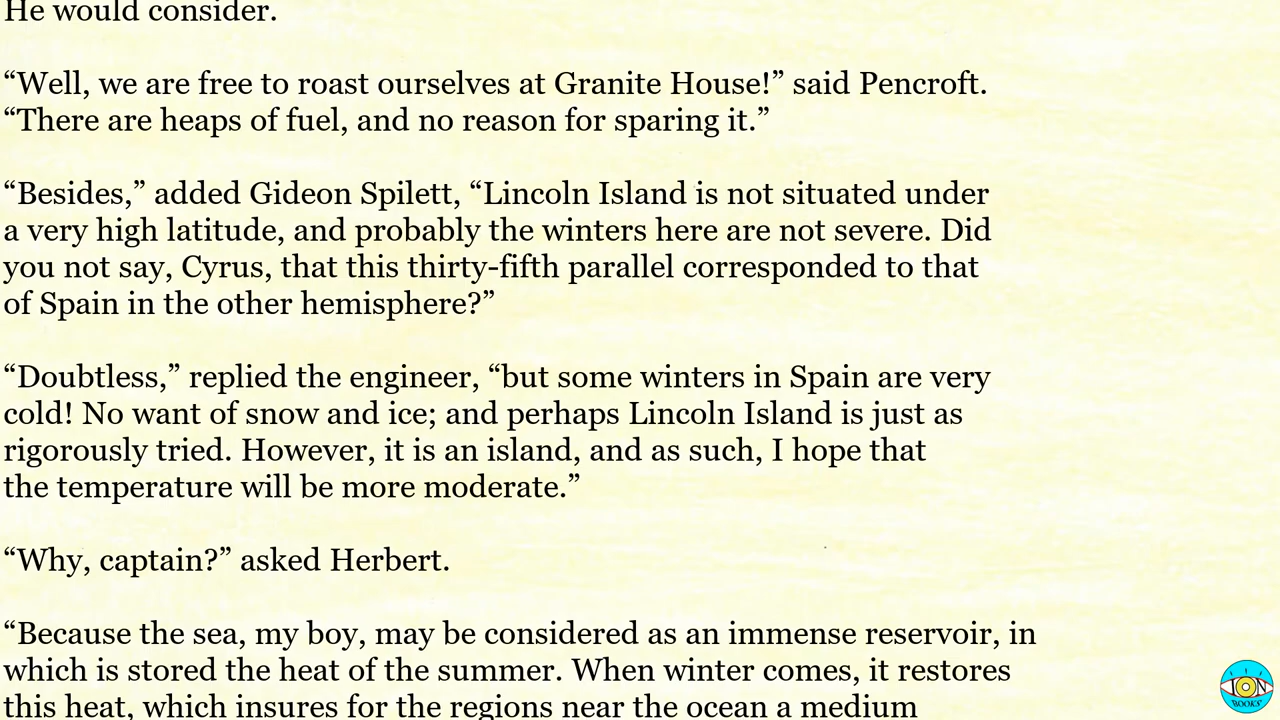 He would consider.
“Well, we are free to roast ourselves at Granite House!” said Pencroft.
“There are heaps of fuel, and no reason for sparing it.”
“Besides,” added Gideon Spilett, “Lincoln Island is not situated under
a very high latitude, and probably the winters here are not severe. Did
you not say, Cyrus, that this thirty-fifth parallel corresponded to that
of Spain in the other hemisphere?”
“Doubtless,” replied the engineer, “but some winters in Spain are very
cold! No want of snow and ice; and perhaps Lincoln Island is just as
rigorously tried. However, it is an island, and as such, I hope that
the temperature will be more moderate.”
“Why, captain?” asked Herbert.
“Because the sea, my boy, may be considered as an immense reservoir, in
which is stored the heat of the summer. When winter comes, it restores
this heat, which insures for the regions near the ocean a medium
ION
BOOKS